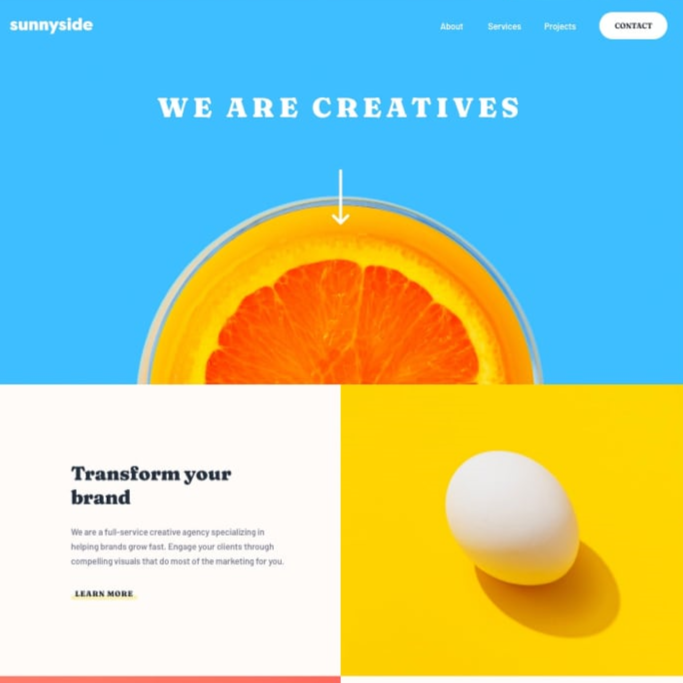 sunnyside
About Services Projects CONTACT
WE ARE CREATIVES
Transform your
brand
We are a full-service creative agency specializing in
helping brands grow fast. Engage your clients through
compelling visuals that do most of the marketing for you.
LEARN MORE